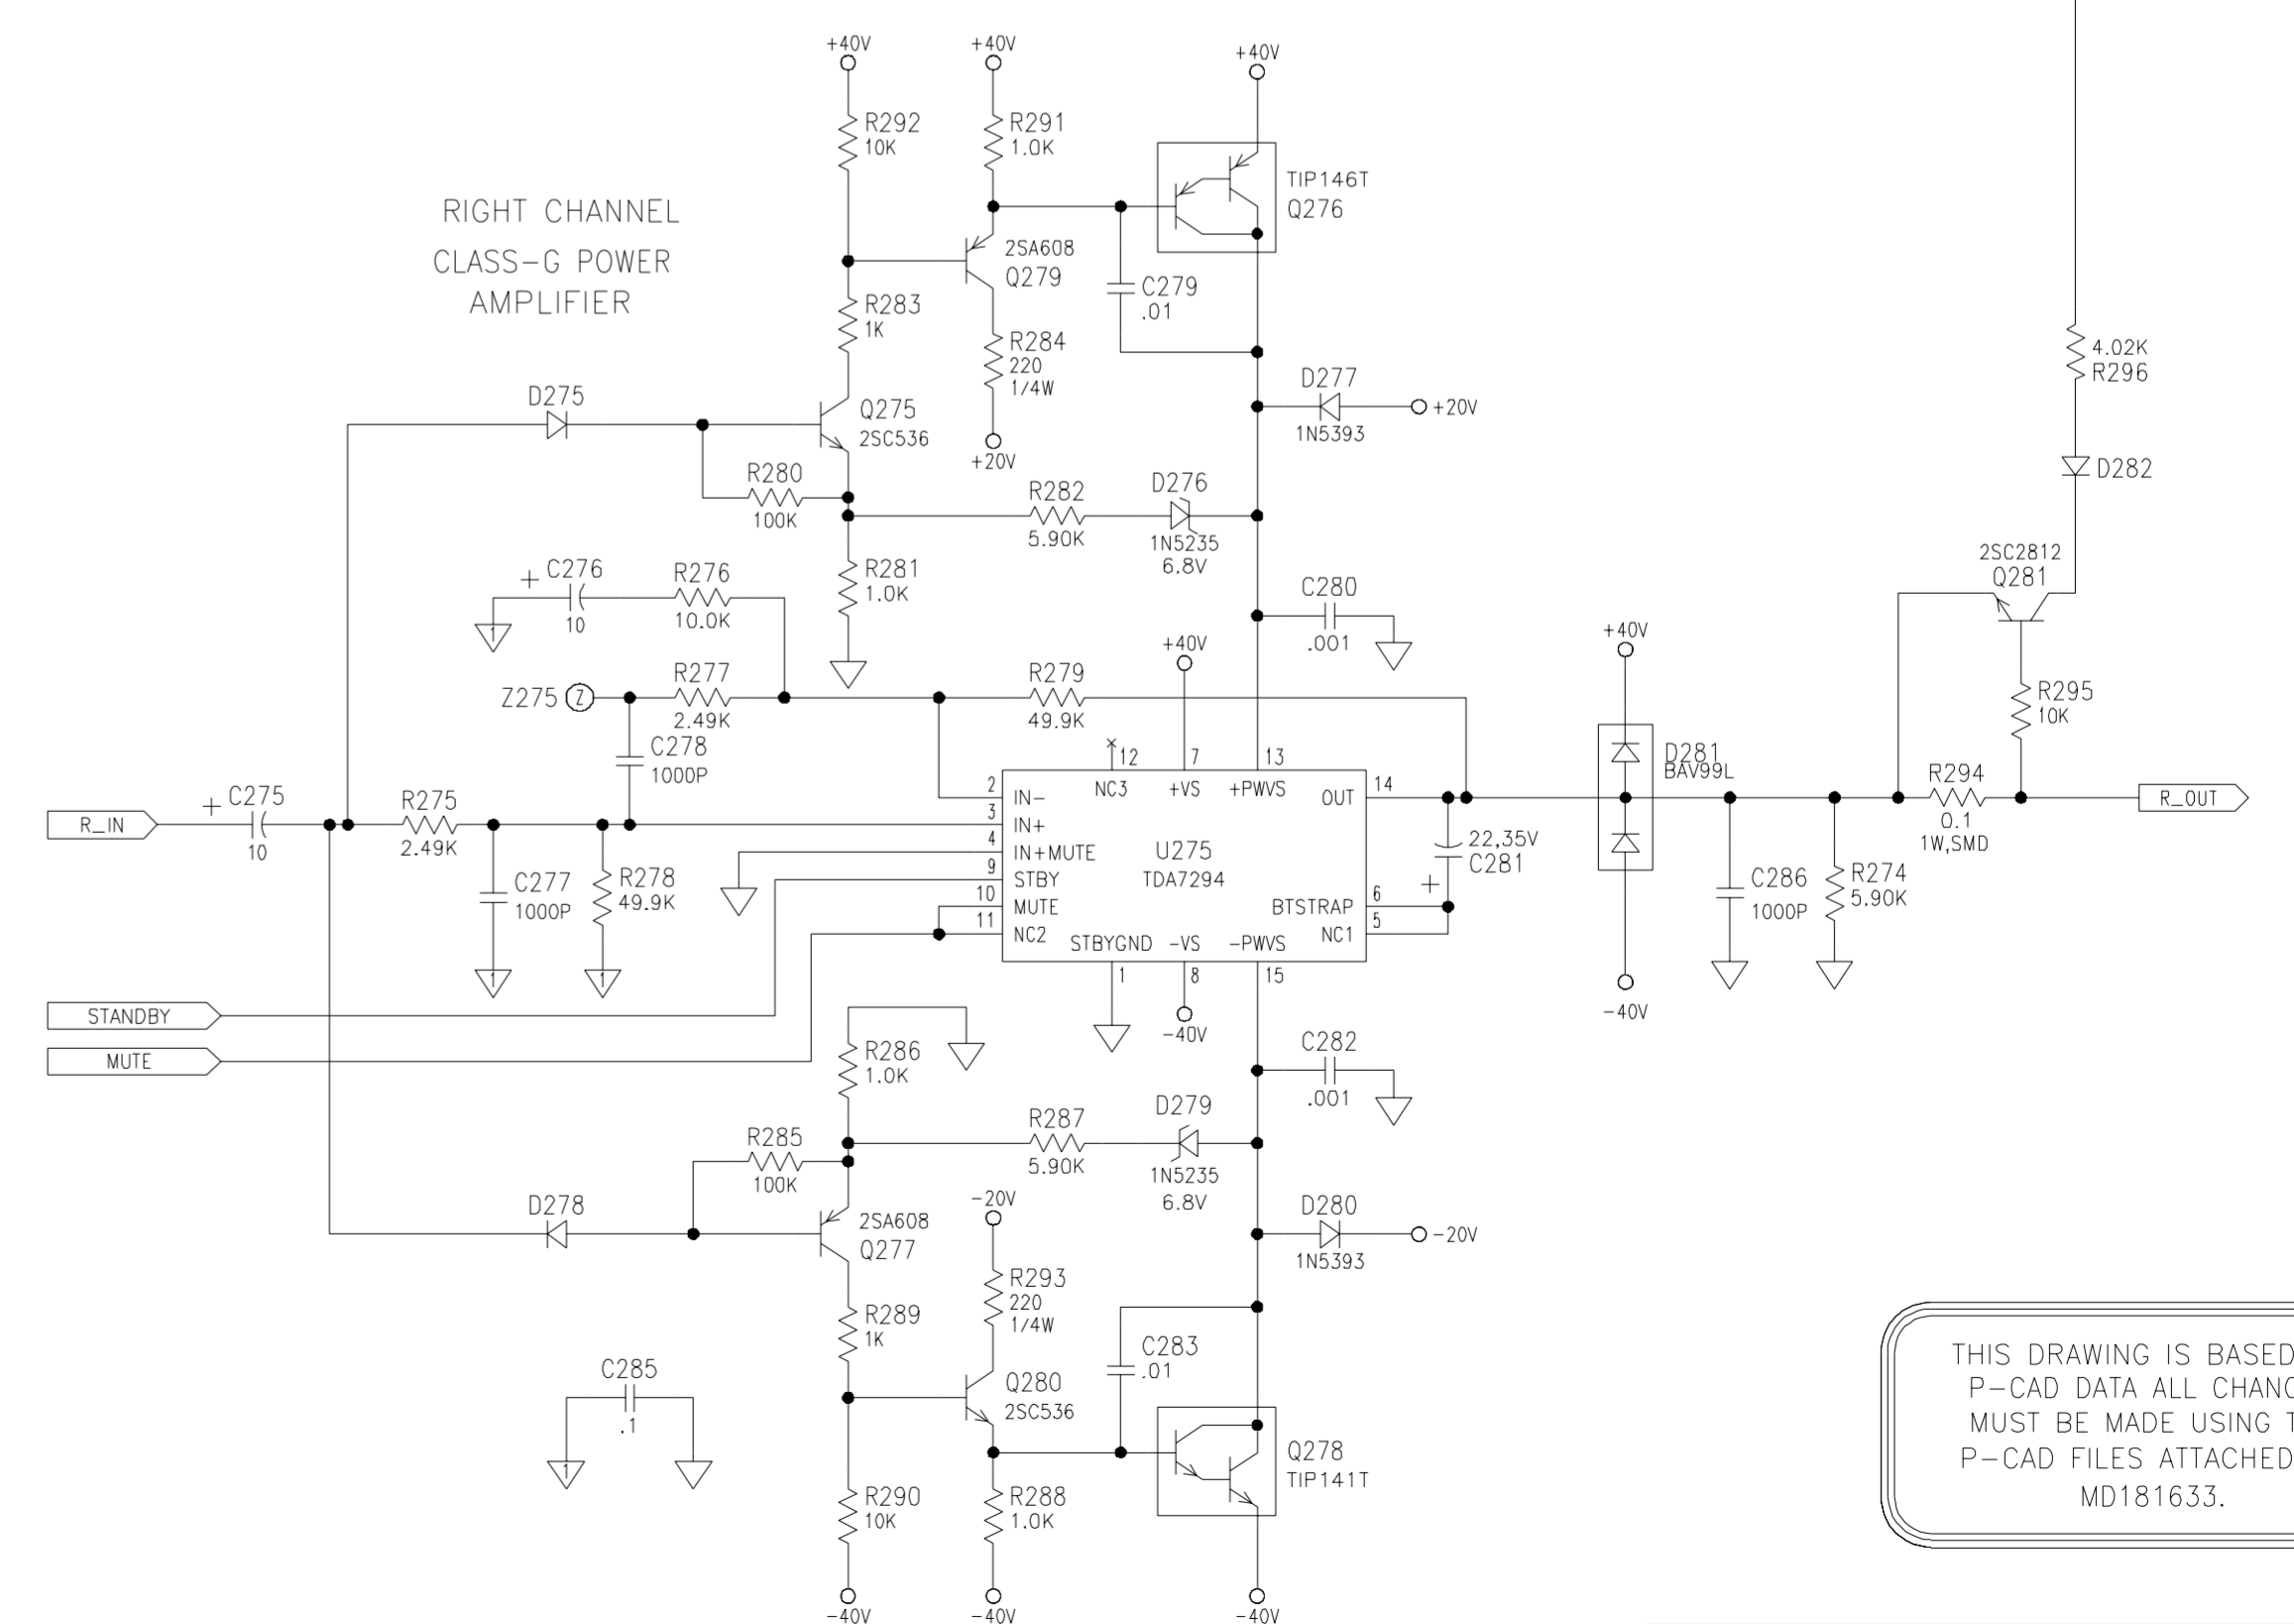 +40V
+40V
+40V
R292
10K
R291
1.0K
TIP146T
Q276
RIGHT CHANNEL
CLASS-G POWER
AMPLIFIER
2SA608
Q279
C279
.01
R283
1K
R284
220
1/4W
D275
Q275
2SC536
D277
1N5393
+20V
+20V
4.02K
R296
D282
R280
100K
R282
5.90K
D276
1N5235
6.8V
+ C276
10
R276
10.0K
1
R281
1.0K
C280
.001
2SC2812
Q281
+40V
+40V
Z275
Z
R277
2.49K
R279
49.9K
R295
10K
C278
1000P
D281
BAV99L
R_IN
+ C275
10
R275
2.49K
C277
1000P
1
R278
49.9K
1
12
7
13
2
3
4
9
10
11
NC3
+VS
+PWVS
IN-
IN+
IN+MUTE
STBY
MUTE
NC2
U275
TDA7294
OUT
BTSTRAP
NC1
STBYGND
-VS
-PWVS
14
6
5
1
8
15
22,35V
C281
+
R294
0.1
1W,SMD
R_OUT
C286
1000P
R274
5.90K
-40V
-40V
STANDBY
MUTE
R286
1.0K
C282
.001
R285
100K
R287
5.90K
D279
1N5235
6.8V
D278
2SA608
Q277
-20V
D280
1N5393
-20V
R293
220
1/4W
R289
1K
C285
.1
1
Q280
2SC536
C283
.01
Q278
TIP141T
R290
10K
R288
1.0K
-40V
-40V
-40V
THIS DRAWING IS BASED
P-CAD DATA ALL CHANG
MUST BE MADE USING T
P-CAD FILES ATTACHED
MD181633.